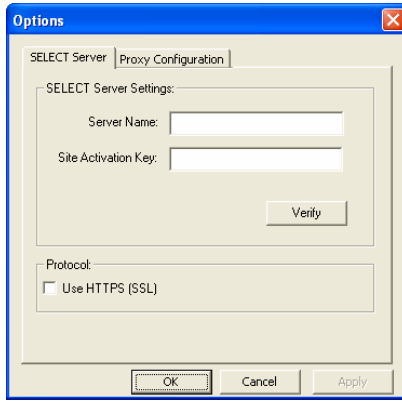 Options
SELECT Server Proxy Configuration
SELECT Server Settings:
Server Name:
Site Activation Key:
Verify
Protocol:
Use HTTPS (SSL)
OK Cancel Apply